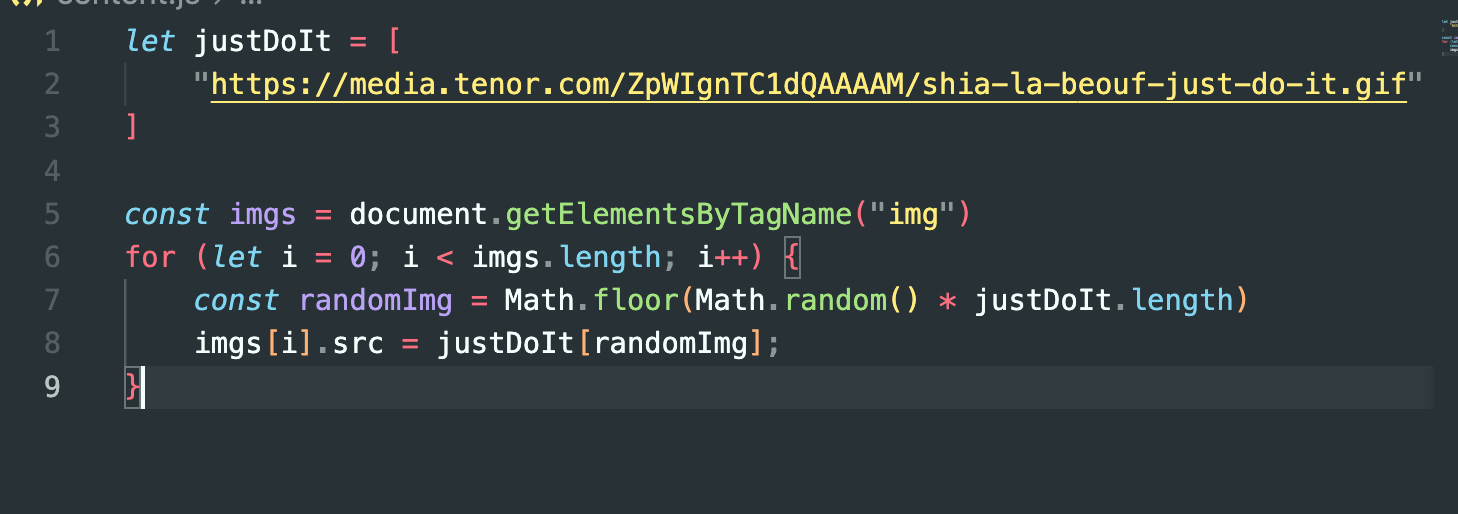 content.js > ...
1 let justDoIt = [
2 "https://media.tenor.com/ZpWIgnTC1dQAAAAM/shia-la-beouf-just-do-it.gif"
3 ]
4
5 const imgs = document.getElementsByTagName("img")
6 for (let i = 0; i < imgs.length; i++) {
7 const randomImg = Math.floor(Math.random() * justDoIt.length)
8 imgs[i].src = justDoIt[randomImg];
9 }